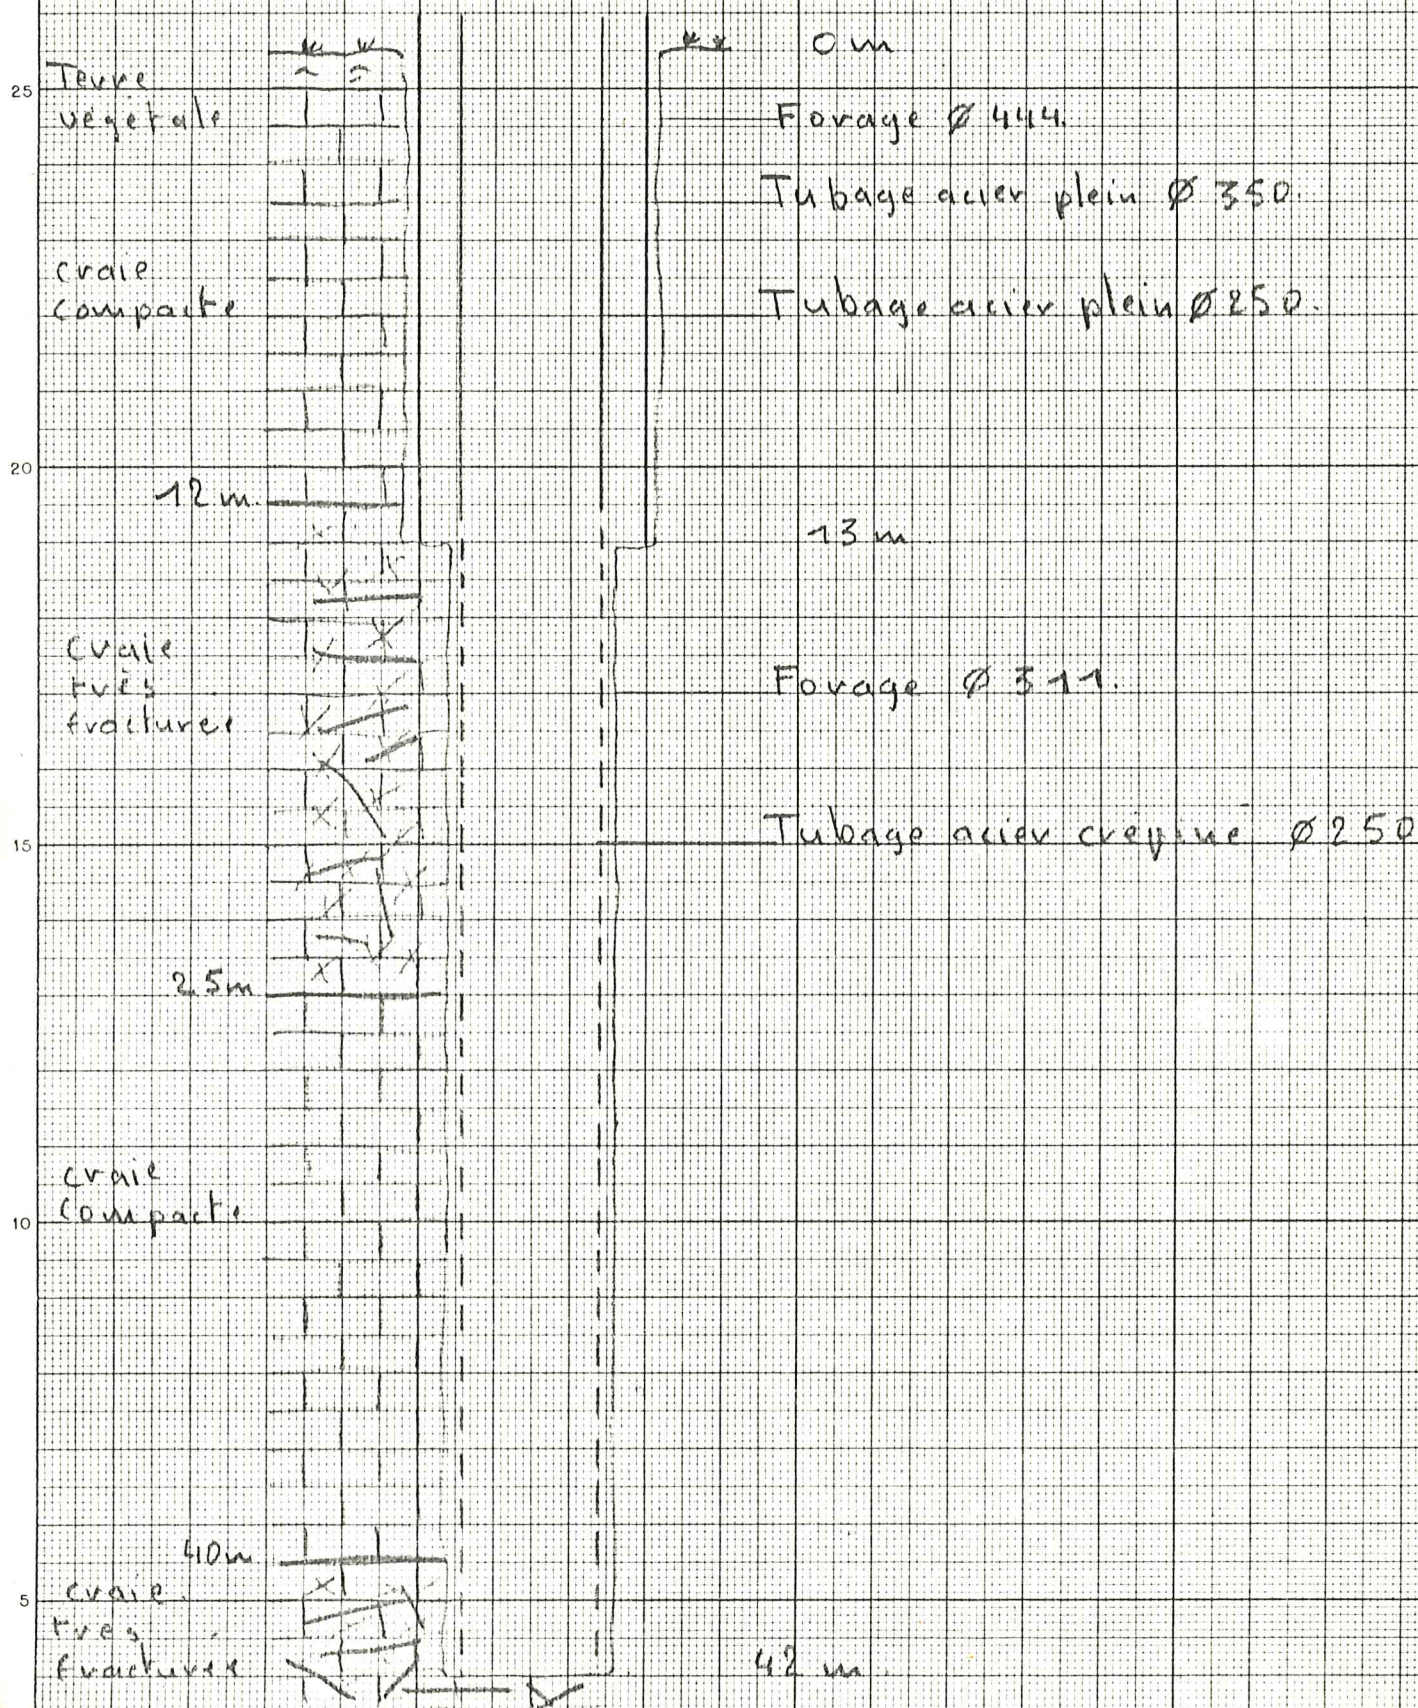 0 m
25
Terre
végétale
Forage Ø 444.
Tubage acier plein Ø 350.
craie
compacte
Tubage acier plein Ø 250.
20
12 m.
13 m
craie
très
fracturée
Forage Ø 311.
15
Tubage acier crépiné Ø 250
25m
craie
compacte
10
40m
5
craie
très
fracturée
42 m.